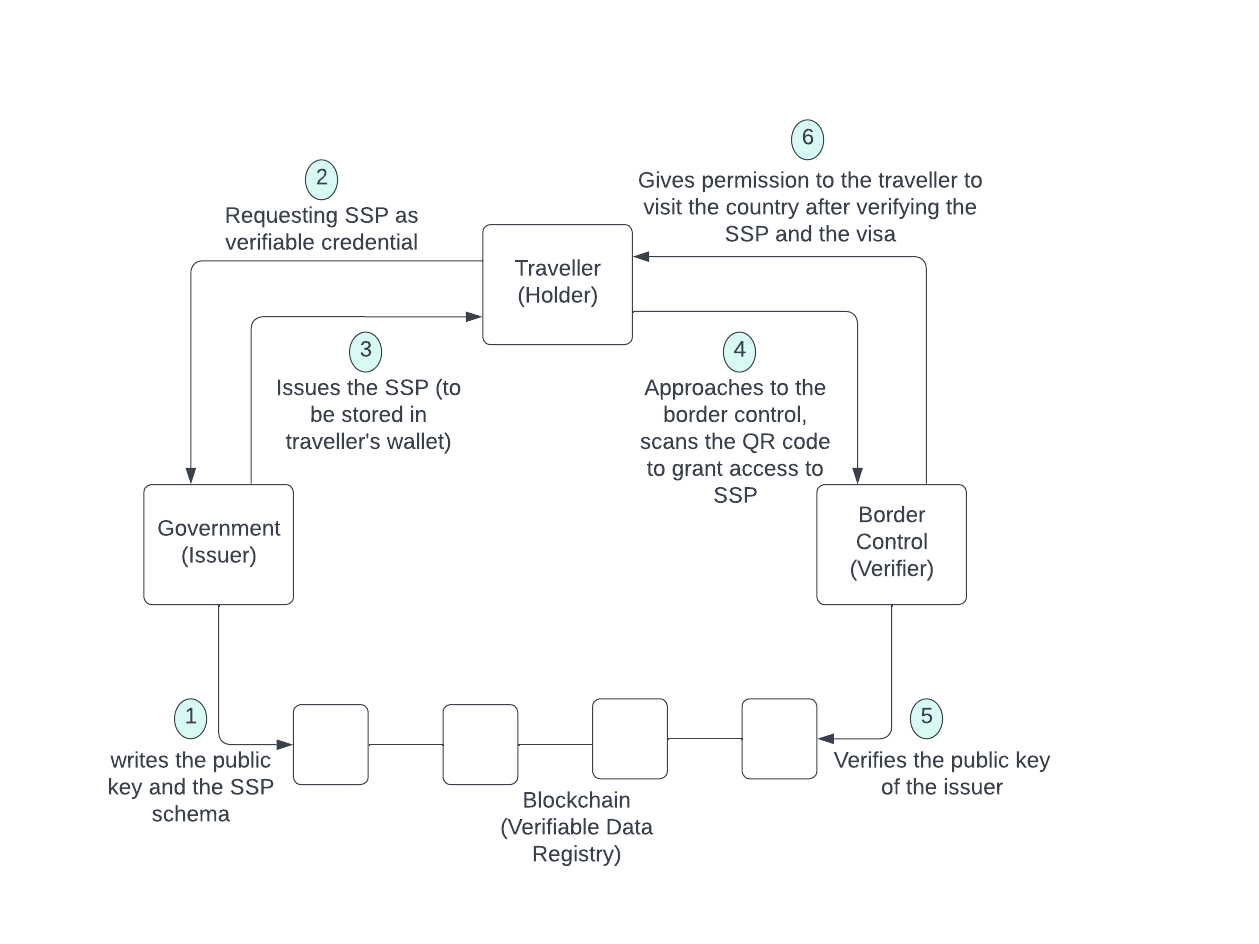 6
Gives permission to the traveller to
visit the country after verifying the
SSP and the visa
2
Requesting SSP as
verifiable credential
Traveller
(Holder)
3
Issues the SSP (to
be stored in
traveller's wallet)
4
Approaches to the
border control,
scans the QR code
to grant access to
SSP
Government
(Issuer)
Border
Control
(Verifier)
1
writes the public
key and the SSP
schema
5
Verifies the public key
of the issuer
Blockchain
(Verifiable Data
Registry)